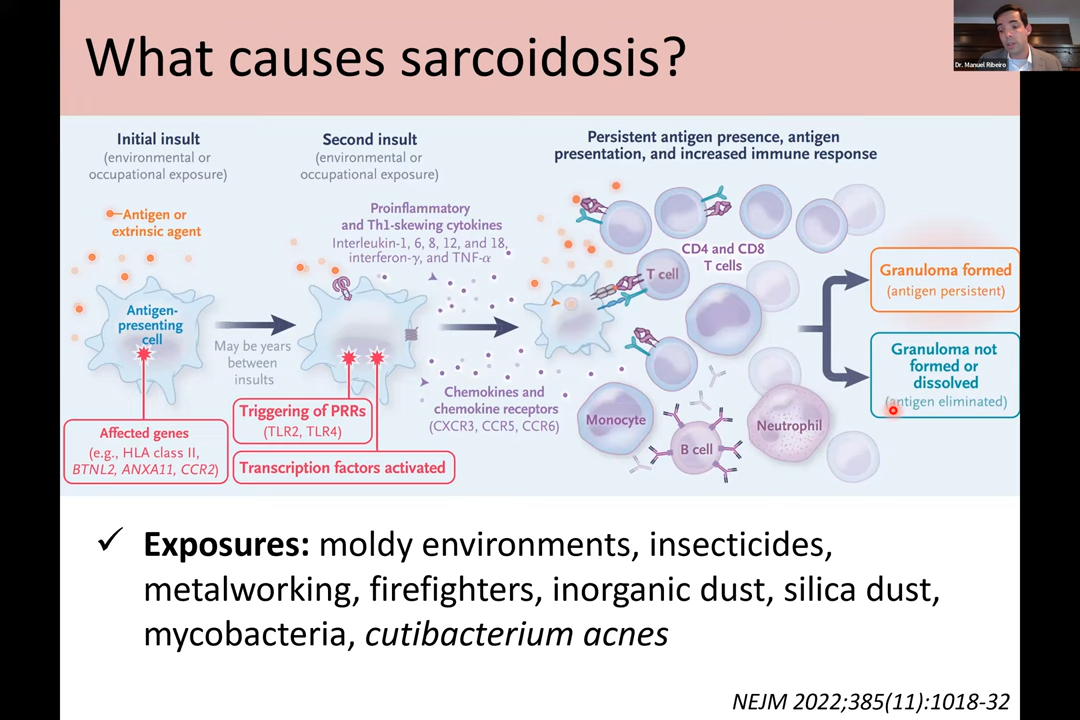 What causes sarcoidosis?
Dr. Manuel Ribeiro
Initial insult
(environmental or
occupational exposure)
Antigen or
extrinsic agent
Antigen-
presenting
cell
Affected genes
(e.g., HLA class II,
BTNL2, ANXA11, CCR2)
May be years
between
insults
Second insult
(environmental or
occupational exposure)
Proinflammatory
and Th1-skewing cytokines
Interleukin-1, 6, 8, 12, and 18,
interferon-γ, and TNF-α
Triggering of PRRs
(TLR2, TLR4)
Transcription factors activated
Chemokines and
chemokine receptors
(CXCR3, CCR5, CCR6)
Persistent antigen presence, antigen
presentation, and increased immune response
CD4 and CD8
T cells
T cell
Monocyte
B cell
Neutrophil
Granuloma formed
(antigen persistent)
Granuloma not
formed or
dissolved
(antigen eliminated)
✓ Exposures: moldy environments, insecticides,
metalworking, firefighters, inorganic dust, silica dust,
mycobacteria, cutibacterium acnes
NEJM 2022;385(11):1018-32